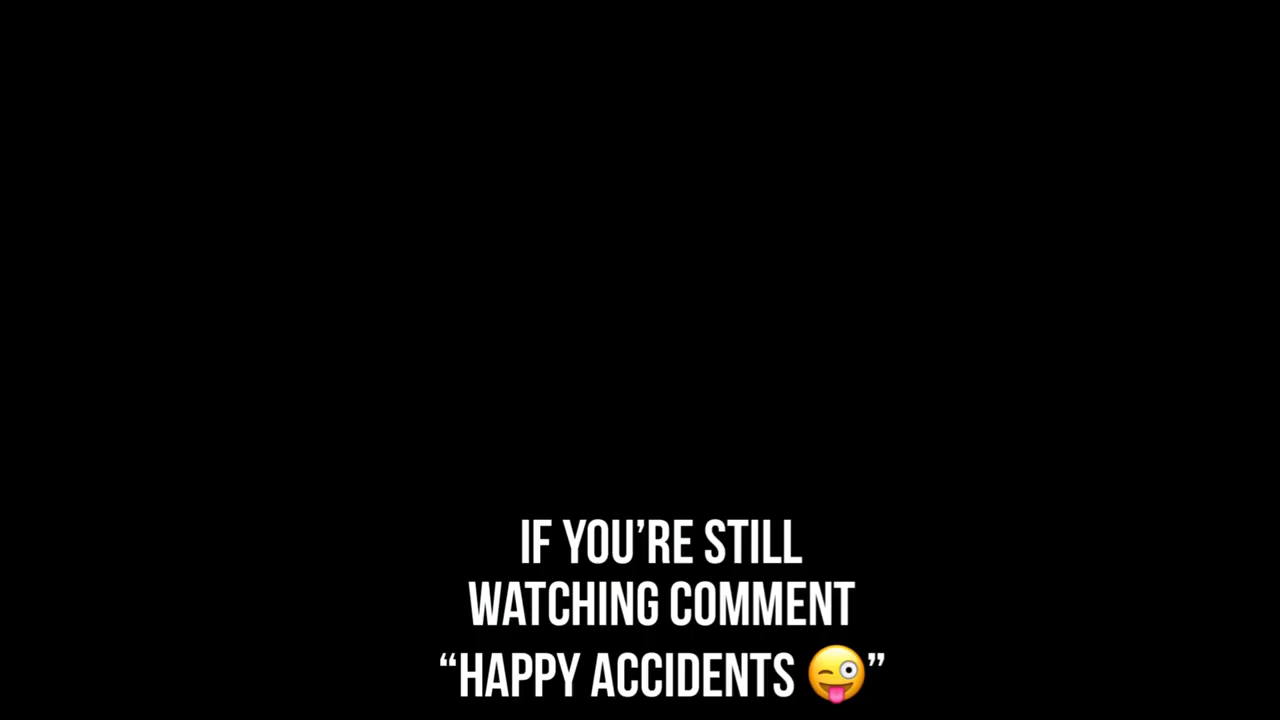 IF YOU’RE STILL
WATCHING COMMENT
“HAPPY ACCIDENTS 😜”